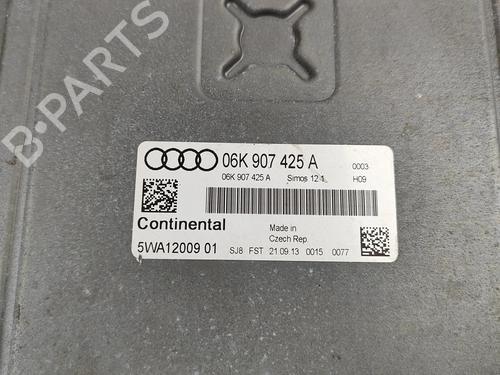 B-PARTS
06K 907 425 A
0003
06K 907 425 A Simos 12.1 H09
Continental
Made in
Czech Rep.
5WA12009 01 SJ8 FST 21.09.13 0015 0077